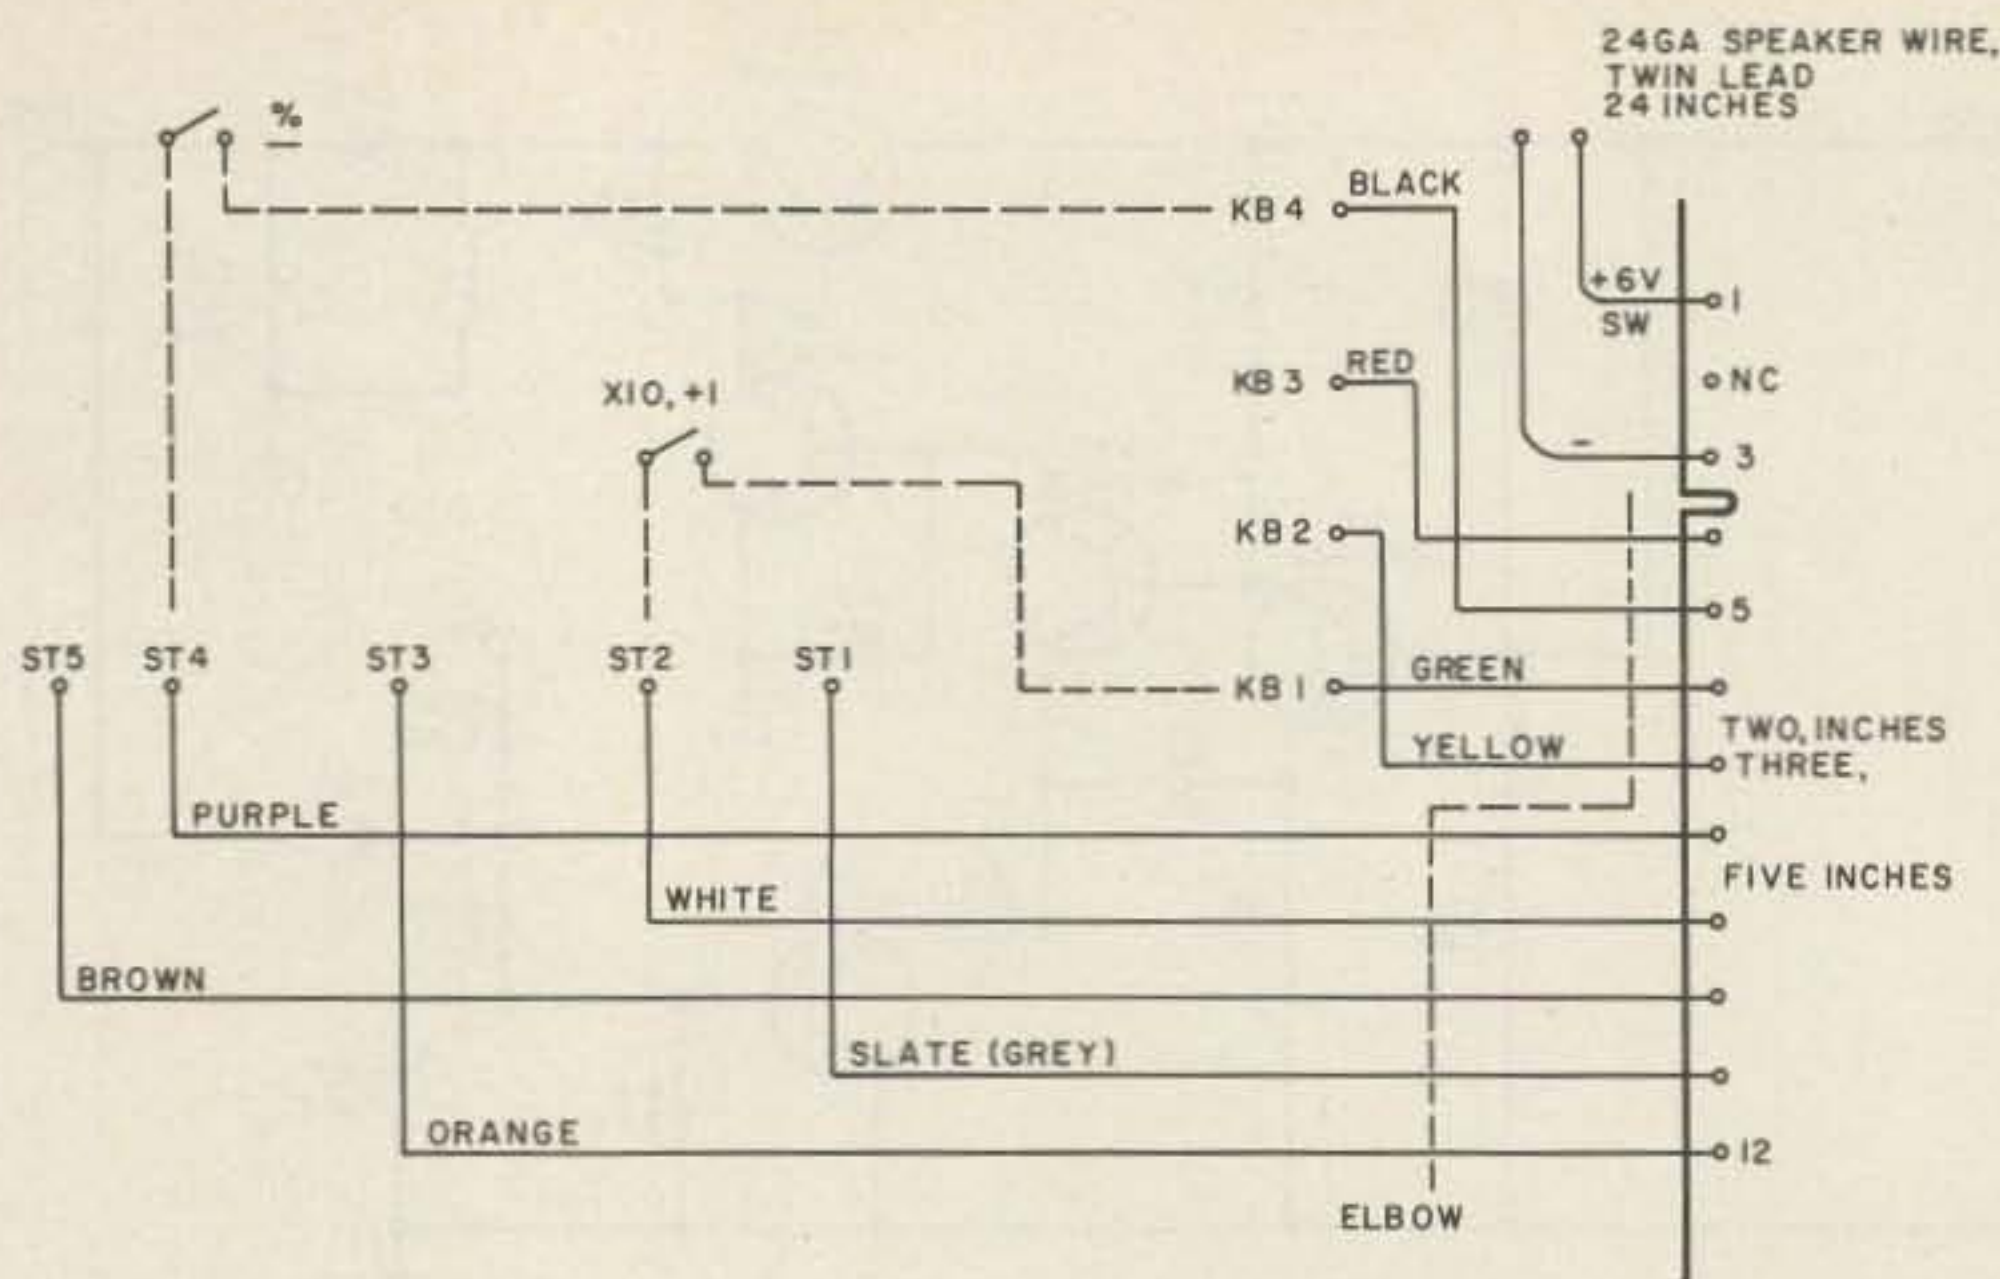 24GA SPEAKER WIRE,
TWIN LEAD
24 INCHES
%
BLACK
KB4
+6V
1
SW
RED
KB3
NC
X10, +1
-
3
KB2
5
ST5 ST4 ST3 ST2 ST1
GREEN
KB1
TWO, INCHES
YELLOW
THREE,
PURPLE
FIVE INCHES
WHITE
BROWN
SLATE (GREY)
ORANGE
12
ELBOW